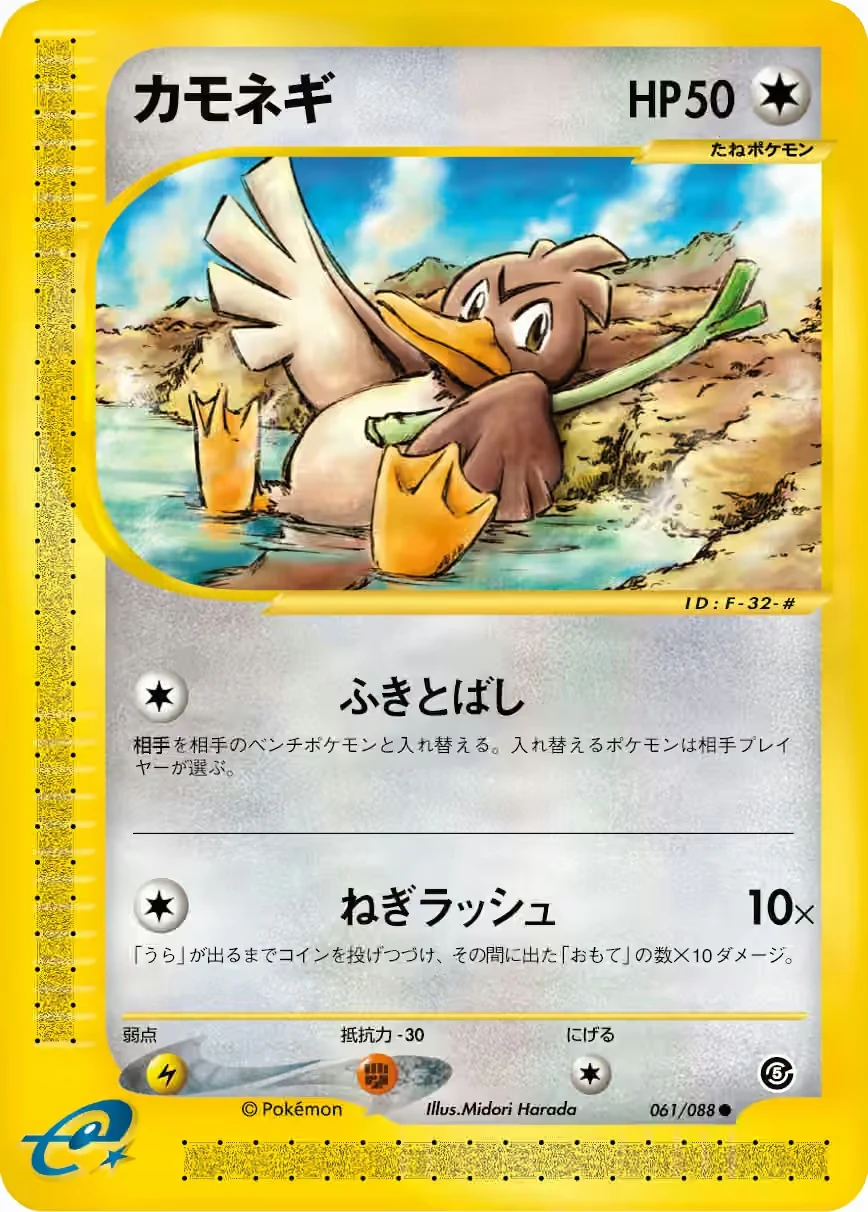 カモネギ
HP50
たねポケモン
ID:F-32-#
ふきとばし
相手を相手のベンチポケモンと入れ替える。入れ替えるポケモンは相手プレイ
ヤーが選ぶ。
ねぎラッシュ 10×
「うら」が出るまでコインを投げつづけ、その間に出た「おもて」の数×10ダメージ。
弱点 抵抗力-30 にげる
5
©Pokémon Illus.Midori Harada 061/088●
e